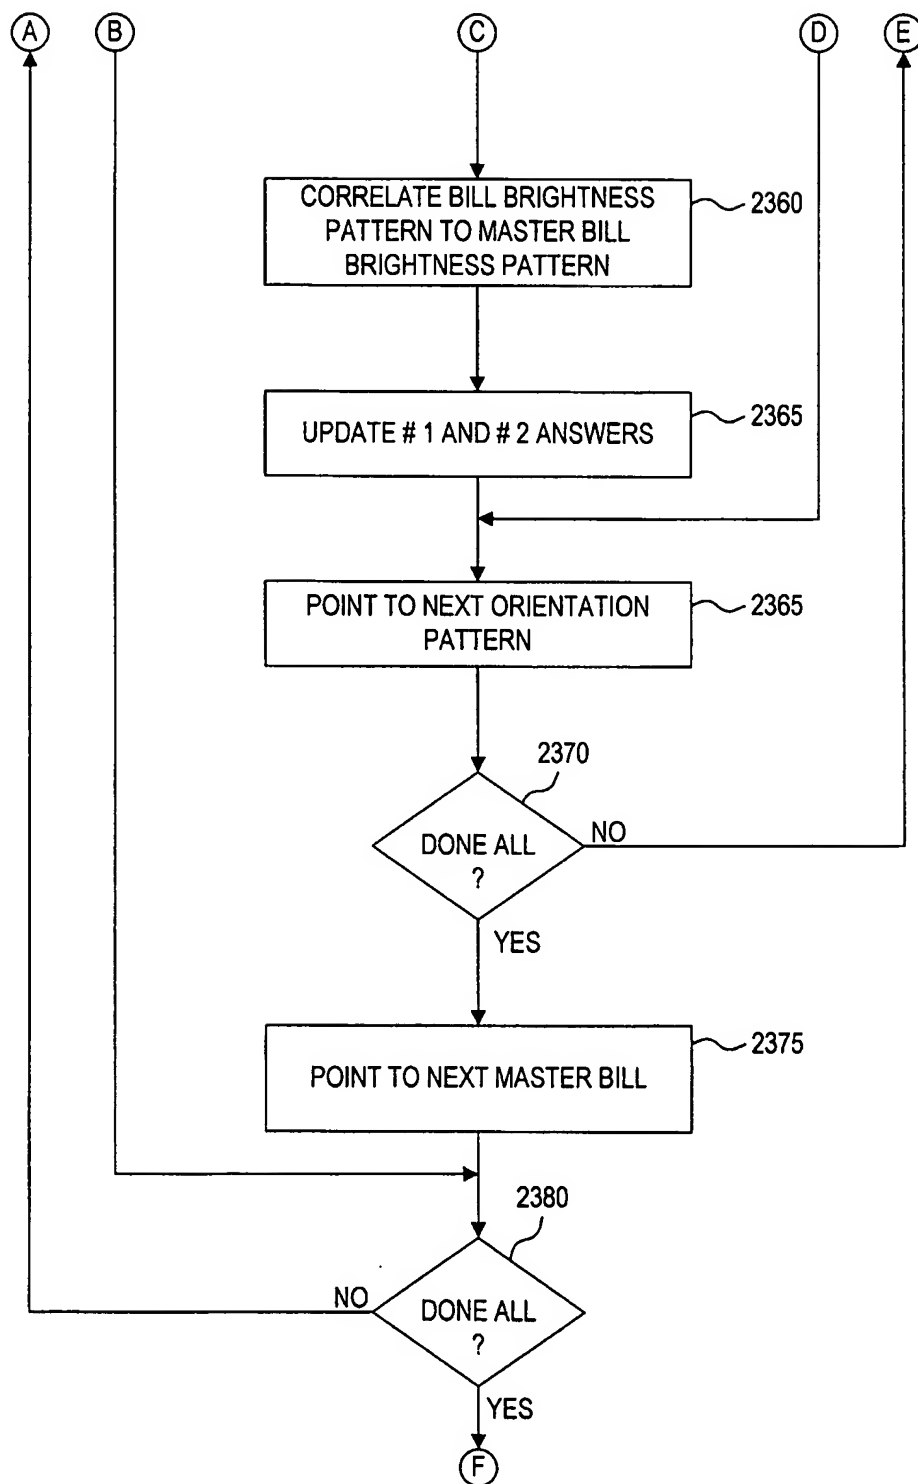 A B C D E
CORRELATE BILL BRIGHTNESS
PATTERN TO MASTER BILL
BRIGHTNESS PATTERN
2360
UPDATE # 1 AND # 2 ANSWERS
2365
POINT TO NEXT ORIENTATION
PATTERN
2365
2370
DONE ALL
?
NO
YES
POINT TO NEXT MASTER BILL
2375
2380
NO
DONE ALL
?
YES
F